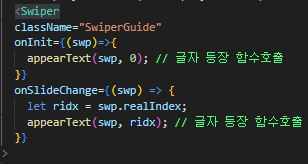 <Swiper
className="SwiperGuide"
onInit={(swp)=>{
appearText(swp, 0); // 글자 등장 함수호출
}}
onSlideChange={(swp) => {
let ridx = swp.realIndex;
appearText(swp, ridx); // 글자 등장 함수호출
}}
>